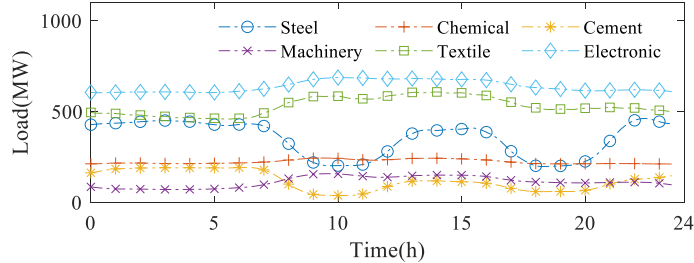 1000
Steel Chemical Cement
Machinery Textile Electronic
500
0
Load(MW)
0 5 10 15 20 24
Time(h)